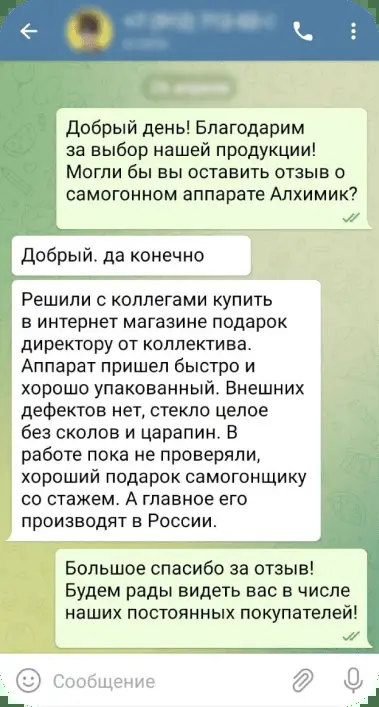 Добрый день! Благодарим
за выбор нашей продукции!
Могли бы вы оставить отзыв о
самогонном аппарате Алхимик?
Добрый. да конечно
Решили с коллегами купить
в интернет магазине подарок
директору от коллектива.
Аппарат пришел быстро и
хорошо упакованный. Внешних
дефектов нет, стекло целое
без сколов и царапин. В
работе пока не проверяли,
хороший подарок самогонщику
со стажем. А главное его
производят в России.
Большое спасибо за отзыв!
Будем рады видеть вас в числе
наших постоянных покупателей!
Сообщение